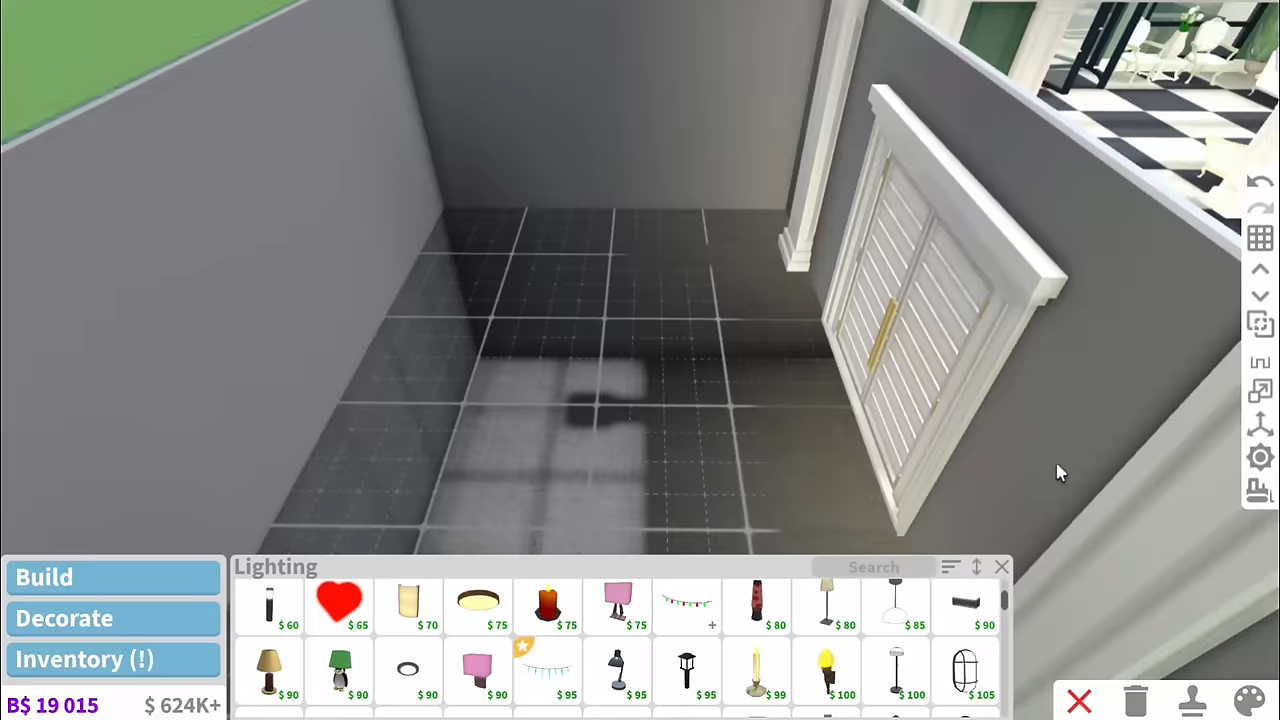 Build
Decorate
Inventory (!)
B$ 19 015 $ 624K+
Lighting
Search
$ 60 $ 65 $ 70 $ 75 $ 75 $ 75 + $ 80 $ 80 $ 85 $ 90
$ 90 $ 90 $ 90 $ 90 $ 95 $ 95 $ 95 $ 99 $ 100 $ 100 $ 105